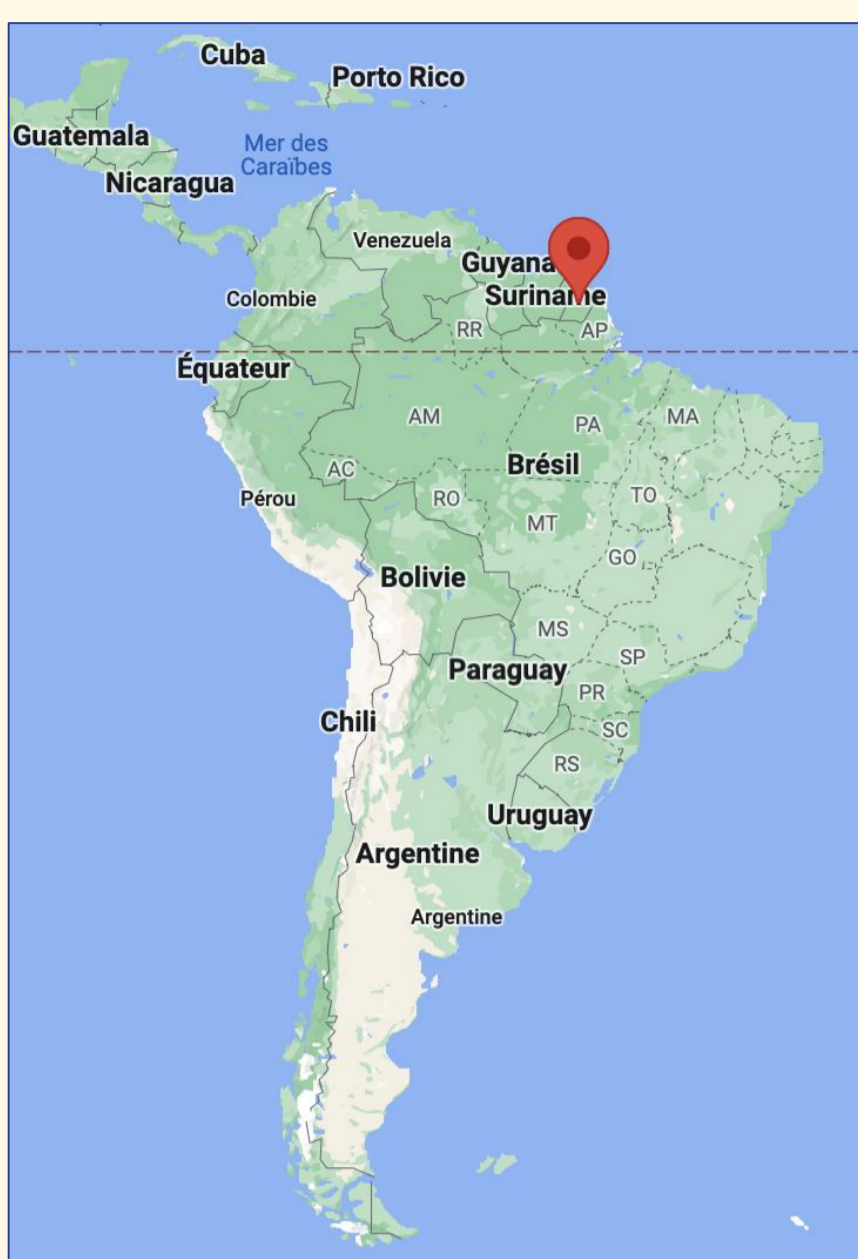 Cuba
Porto Rico
Guatemala
Mer des
Caraïbes
Nicaragua
Venezuela
Guyana
Suriname
Colombie
RR
AP
Équateur
AM
PA
MA
Brésil
AC
RO
TO
Pérou
MT
GO
Bolivie
MS
SP
Paraguay
PR
Chili
SC
RS
Uruguay
Argentine
Argentine